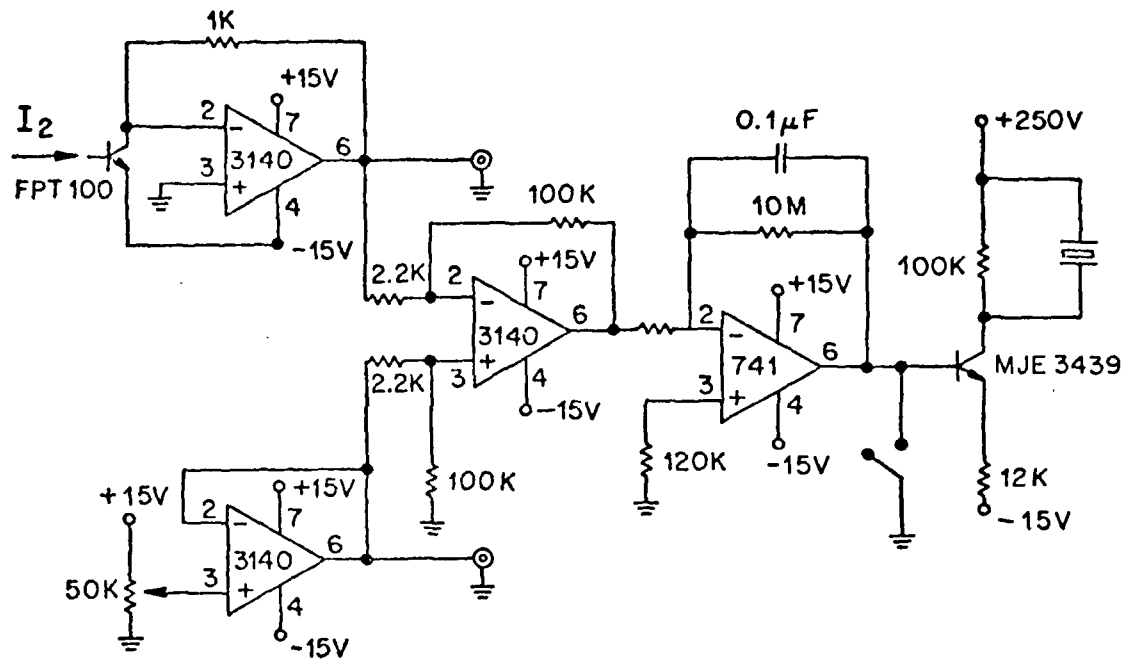 1K
+15V
I2
2
7
3140
6
3
FPT 100
4
-15V
0.1µF
10M
+250V
100K
100K
2.2K
2
+15V
7
3140
6
3
4
-15V
2.2K
100K
+15V
2
7
741
6
3
4
-15V
120K
MJE 3439
12K
-15V
+15V
+15V
2
7
3140
6
50K
3
4
-15V